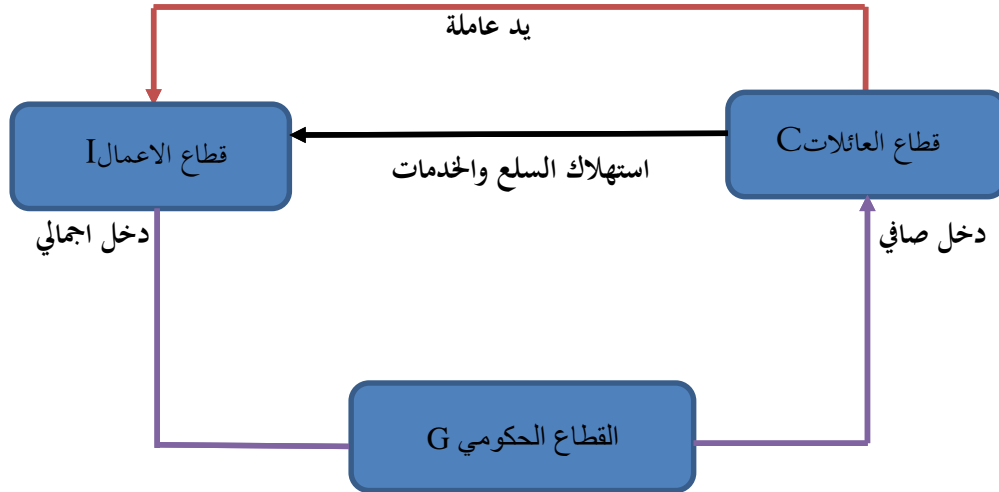 يد عاملة
قطاع العائلاتC
قطاع الاعمالI
استهلاك السلع والخدمات
دخل صافي
دخل اجمالي
القطاع الحكومي G